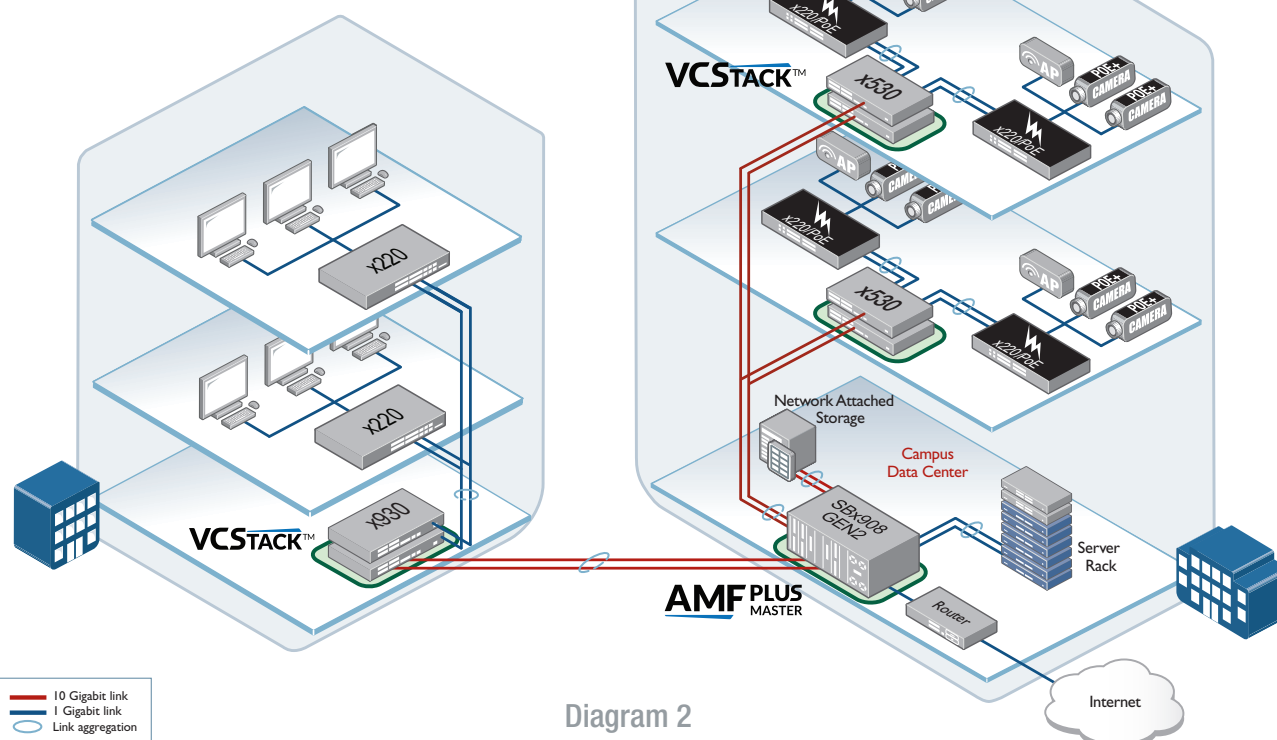 x220/PoE
VCSTACK™
x530
AP
POE+
CAMERA
POE+
CAMERA
x220/PoE
AP
CAME
CAM
x220/PoE
x530
AP
POE+
CAMERA
POE+
CAMERA
x220/PoE
x220
x220
x930
VCSTACK™
Network Attached
Storage
Campus
Data Center
SBx908
GEN2
Server
Rack
AMF PLUS
MASTER
Router
Internet
10 Gigabit link
1 Gigabit link
Link aggregation
Diagram 2